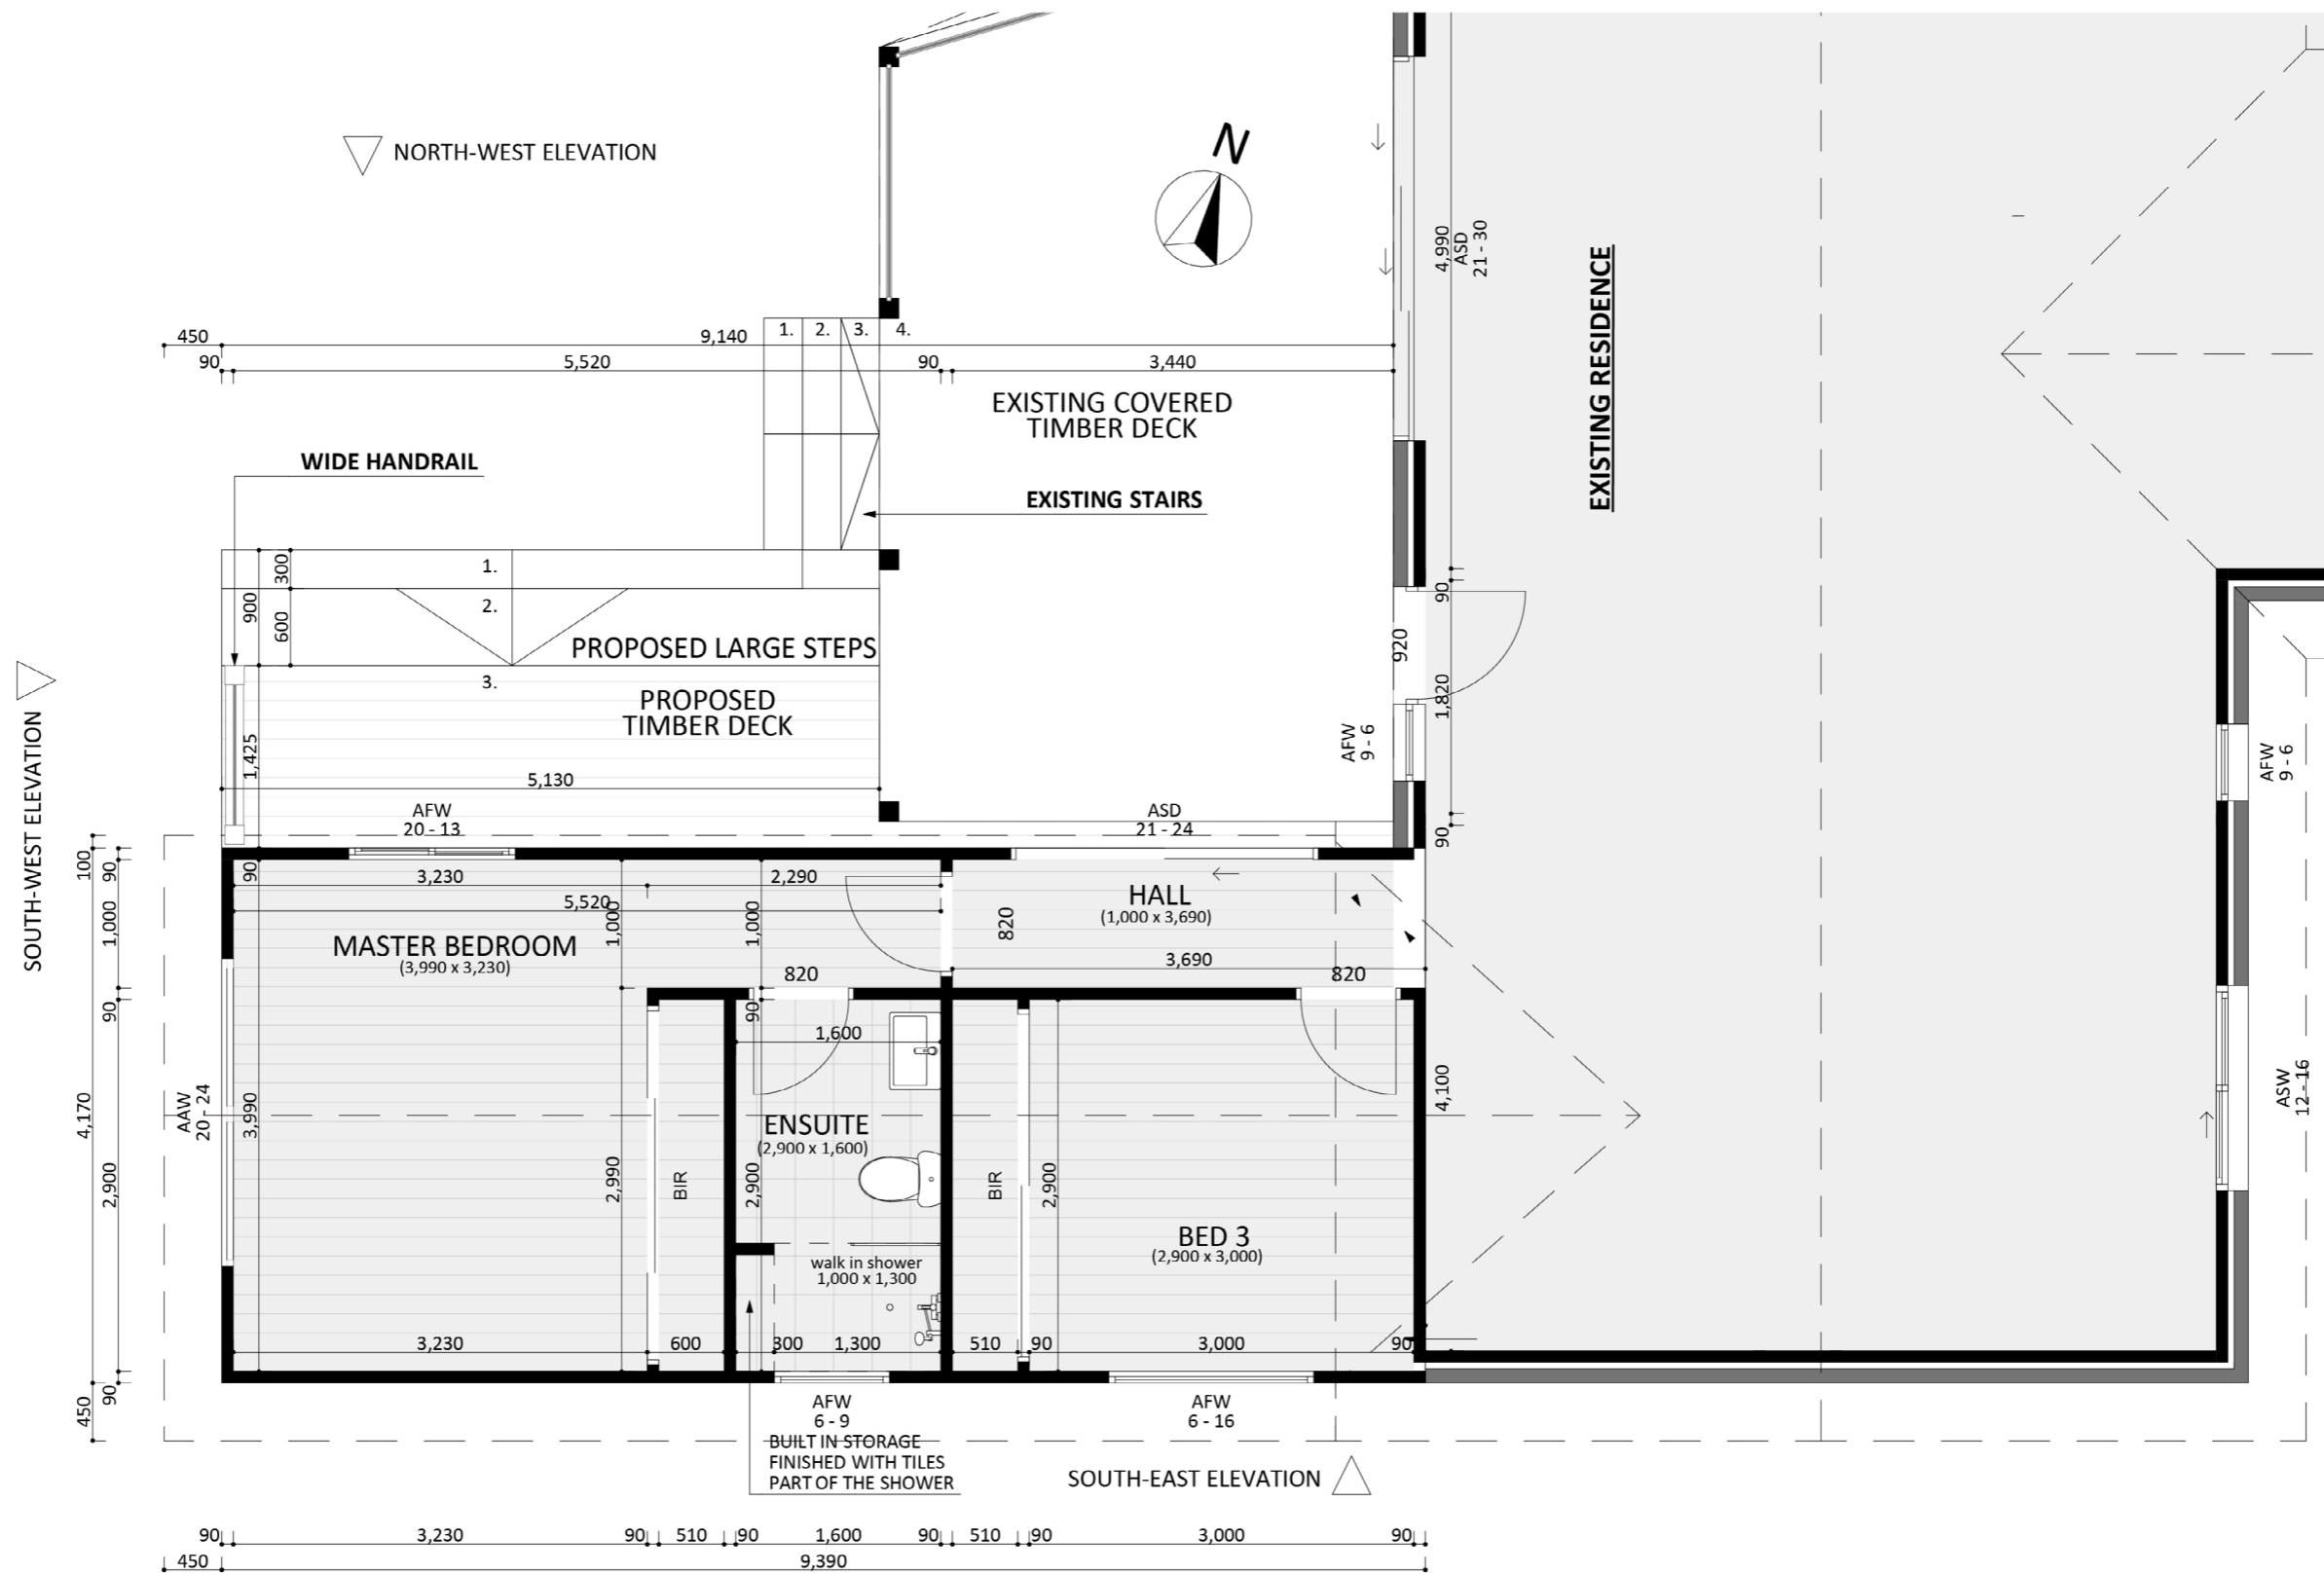 N
NORTH-WEST ELEVATION
4,990
ASD
21 - 30
EXISTING RESIDENCE
1. 2. 3. 4.
450 9,140
90 5,520 90 3,440
EXISTING COVERED
TIMBER DECK
WIDE HANDRAIL
EXISTING STAIRS
300
900
600
1.
2.
3.
PROPOSED LARGE STEPS
PROPOSED
TIMBER DECK
1,425
5,130
90
920
1,820
90
AFW
9 - 6
AFW
9 - 6
SOUTH-WEST ELEVATION
AFW
20 - 13
ASD
21 - 24
100
90
90
3,230 2,290
5,520
1,000
1,000
1,000
820
HALL
(1,000 x 3,690)
MASTER BEDROOM
(3,990 x 3,230)
3,690
820 820
90
90
1,600
4,170
2,900
AAW
20 - 24
3,990
2,990
BIR
ENSUITE
(2,900 x 1,600)
2,900
BIR
2,900
4,100
ASW
12 - 16
BED 3
(2,900 x 3,000)
walk in shower
1,000 x 1,300
3,230 600 300 1,300 510 90 3,000 90
90
450
AFW
6 - 9
AFW
6 - 16
BUILT IN STORAGE
FINISHED WITH TILES
PART OF THE SHOWER
SOUTH-EAST ELEVATION
90 3,230 90 510 90 1,600 90 510 90 3,000 90
450 9,390